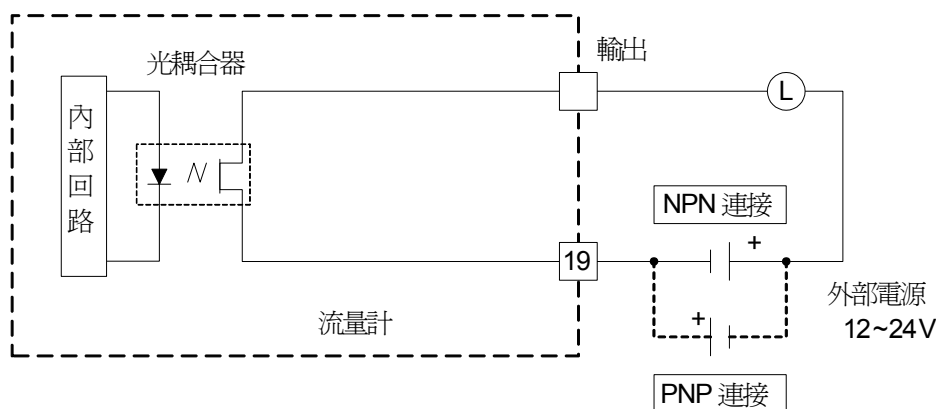 輸出
光耦合器
L
內部回路
NPN 連接
+
19
外部電源
12~24V
+
流量計
PNP 連接